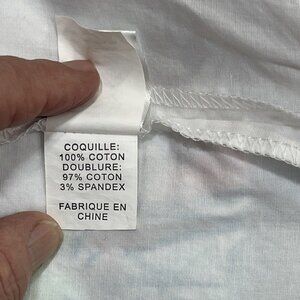 COQUILLE:
100% COTON
DOUBLURE:
97% COTON
3% SPANDEX
FABRIQUE EN
CHINE